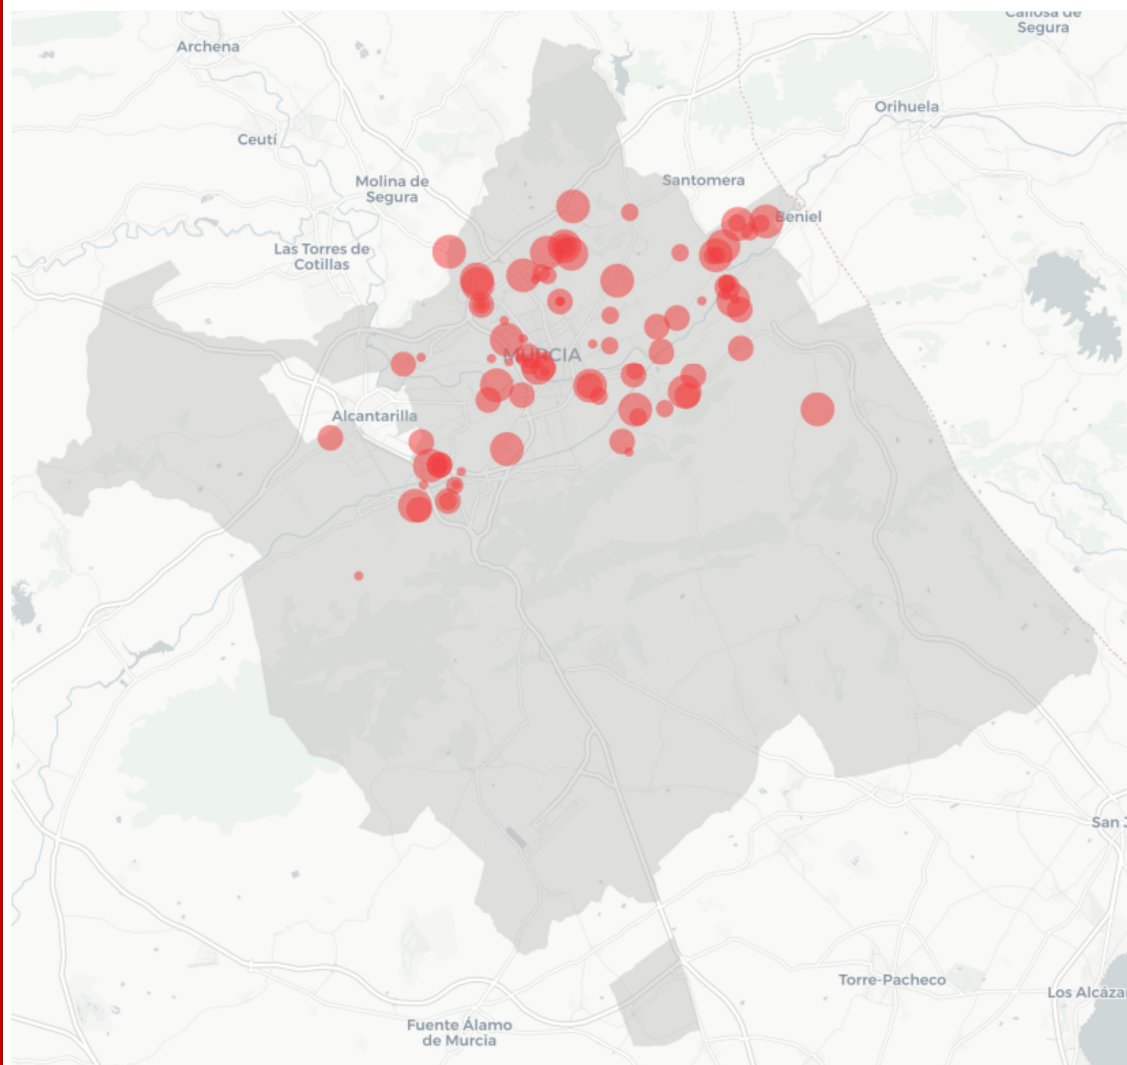 Archena
Callosa de
Segura
Orihuela
Ceutí
Molina de
Segura
Santomera
Beniel
Las Torres de
Cotillas
MURCIA
Alcantarilla
San
Torre-Pacheco
Los Alcáza
Fuente Álamo
de Murcia